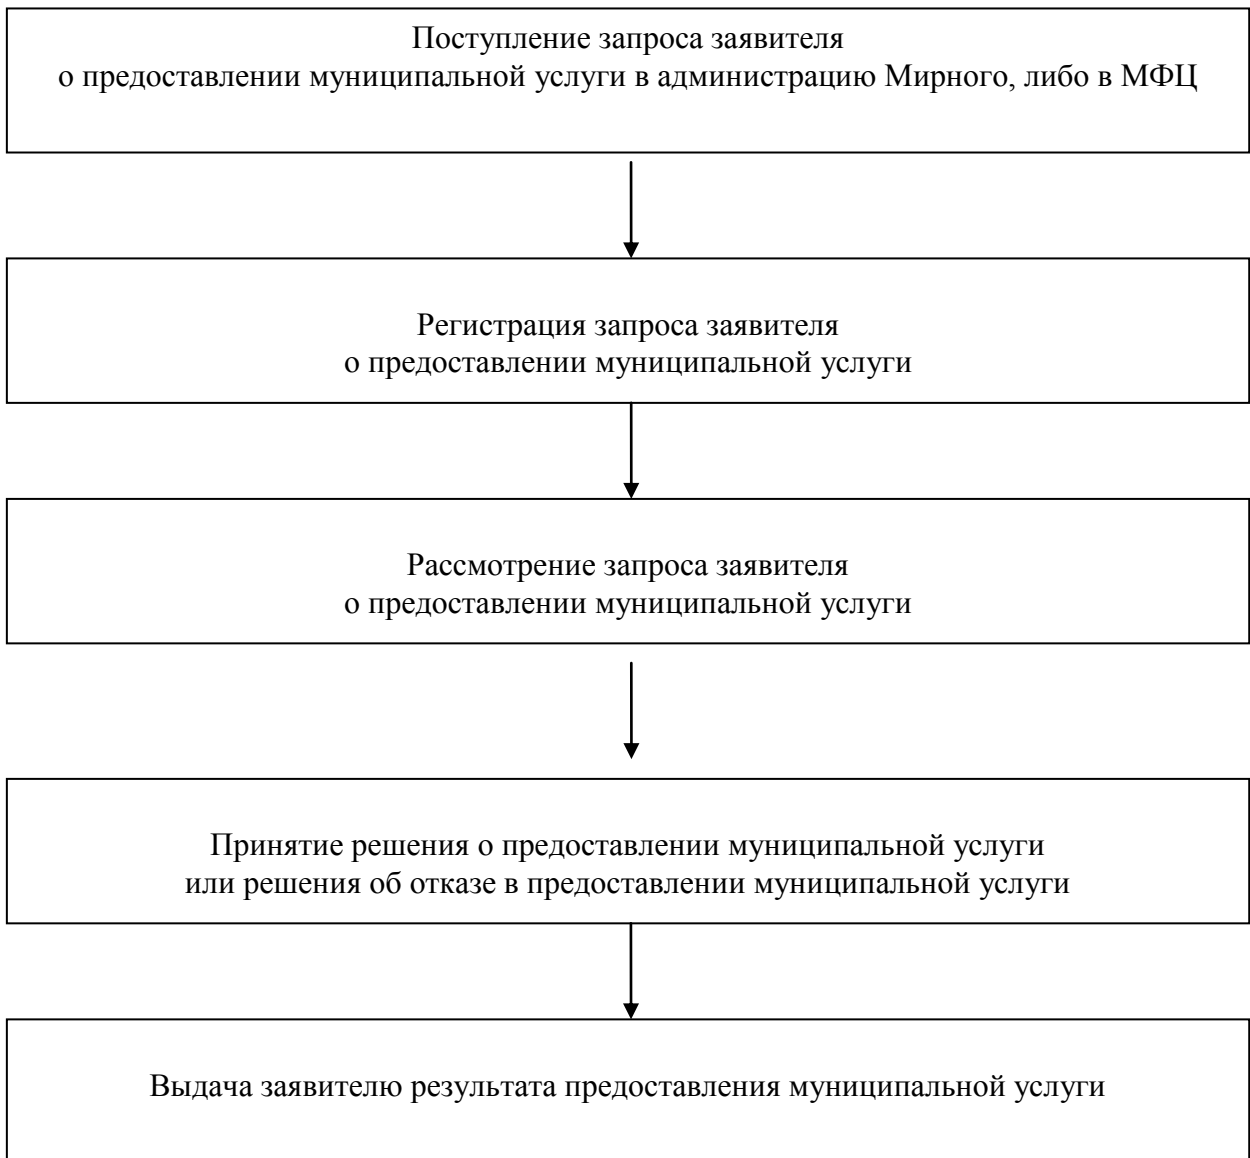 Поступление запроса заявителя
о предоставлении муниципальной услуги в администрацию Мирного, либо в МФЦ
Регистрация запроса заявителя
о предоставлении муниципальной услуги
Рассмотрение запроса заявителя
о предоставлении муниципальной услуги
Принятие решения о предоставлении муниципальной услуги
или решения об отказе в предоставлении муниципальной услуги
Выдача заявителю результата предоставления муниципальной услуги